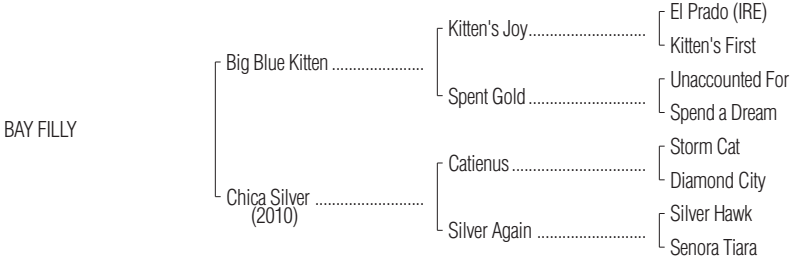 El Prado (IRE)
Kitten's Joy..............................
Kitten's First
Big Blue Kitten ........................
Unaccounted For
Spent Gold..............................
Spend a Dream
BAY FILLY
Storm Cat
Catienus..................................
Diamond City
Chica Silver ............................
(2010)
Silver Hawk
Silver Again ............................
Senora Tiara